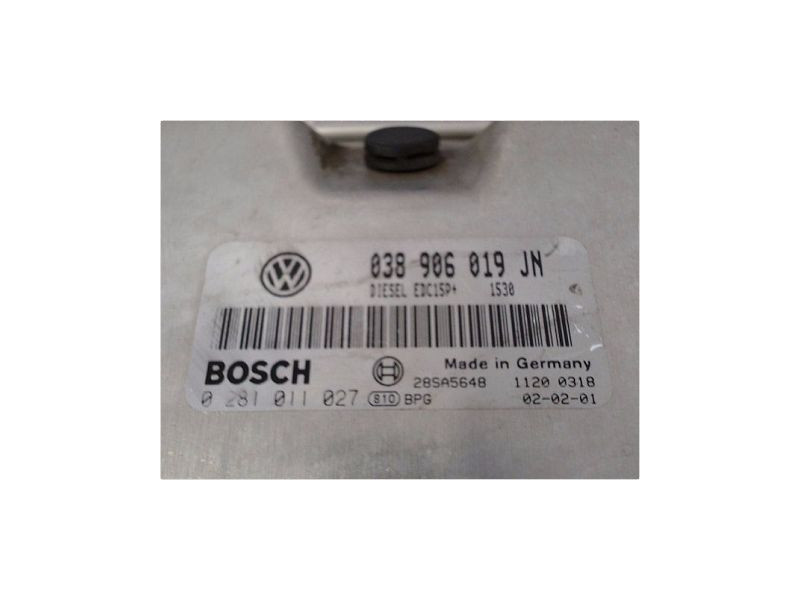 038 906 019 JN
DIESEL EDC15P+ 1S30
BOSCH
Made in Germany
28SA5648 1120 0318
0 281 011 027 810 BPG 02-02-01